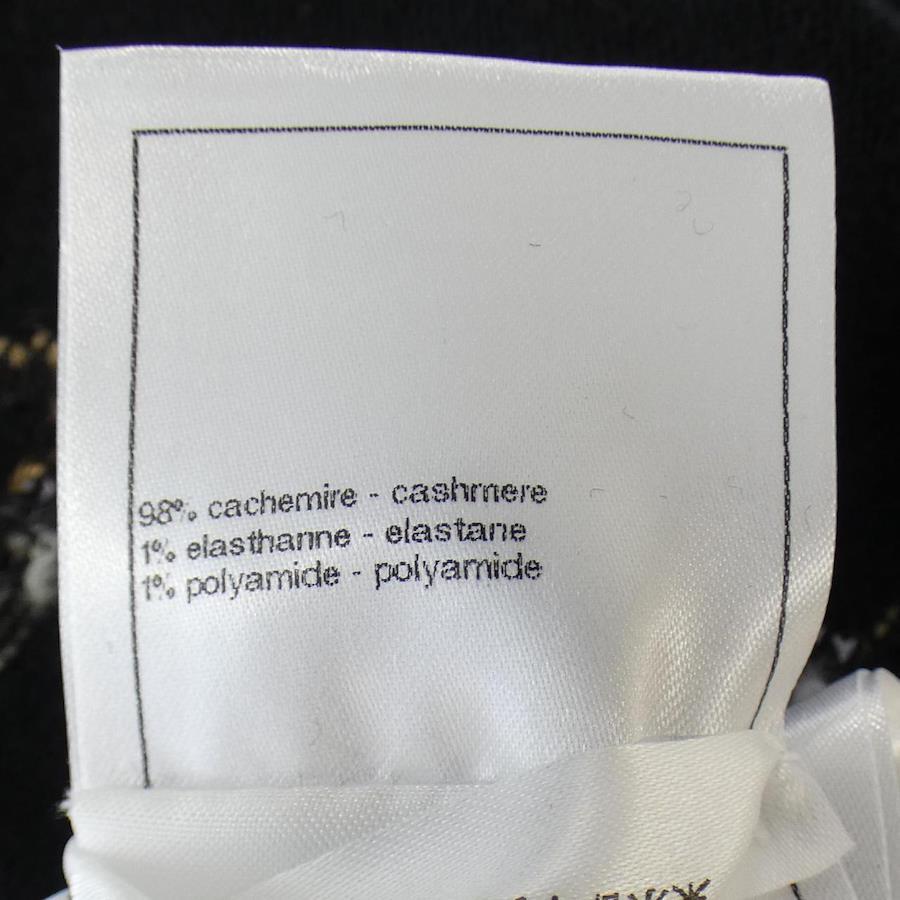 98% cachemire - cashmere
1% elasthanne - elastane
1% polyamide - polyamide